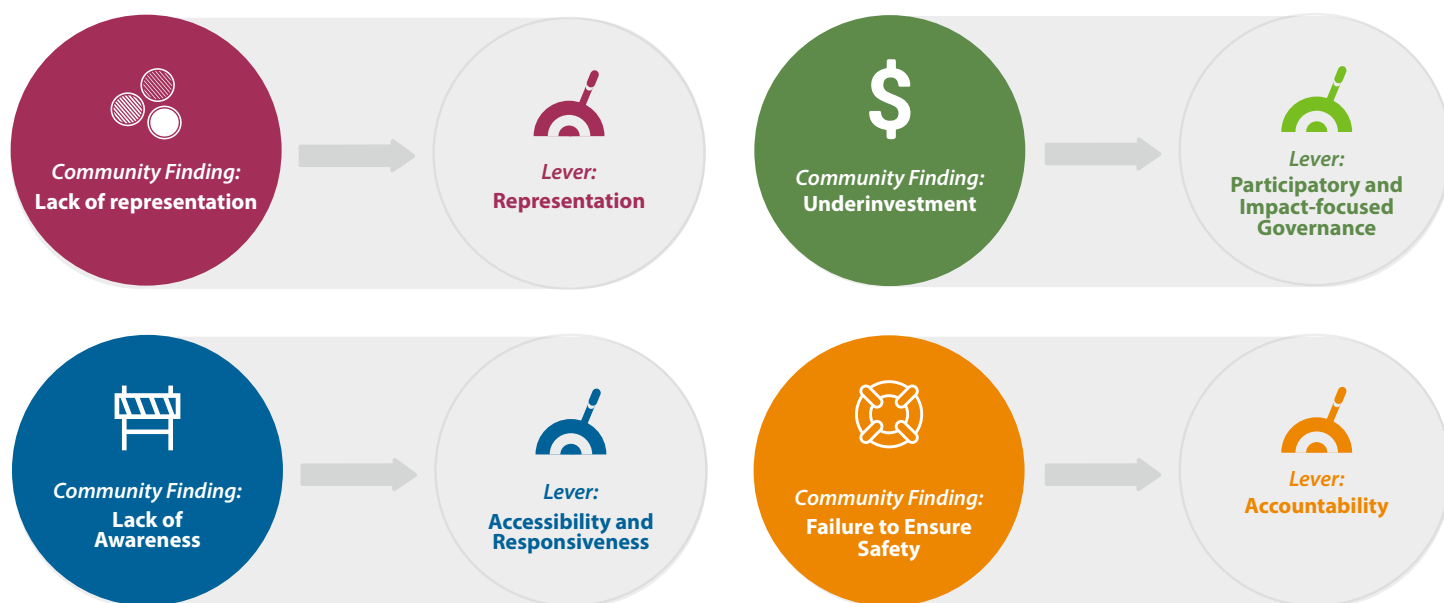 Community Finding:
Lack of representation
Lever:
Representation
Community Finding:
Underinvestment
Lever:
Participatory and
Impact-focused
Governance
Community Finding:
Lack of
Awareness
Lever:
Accessibility and
Responsiveness
Community Finding:
Failure to Ensure
Safety
Lever:
Accountability